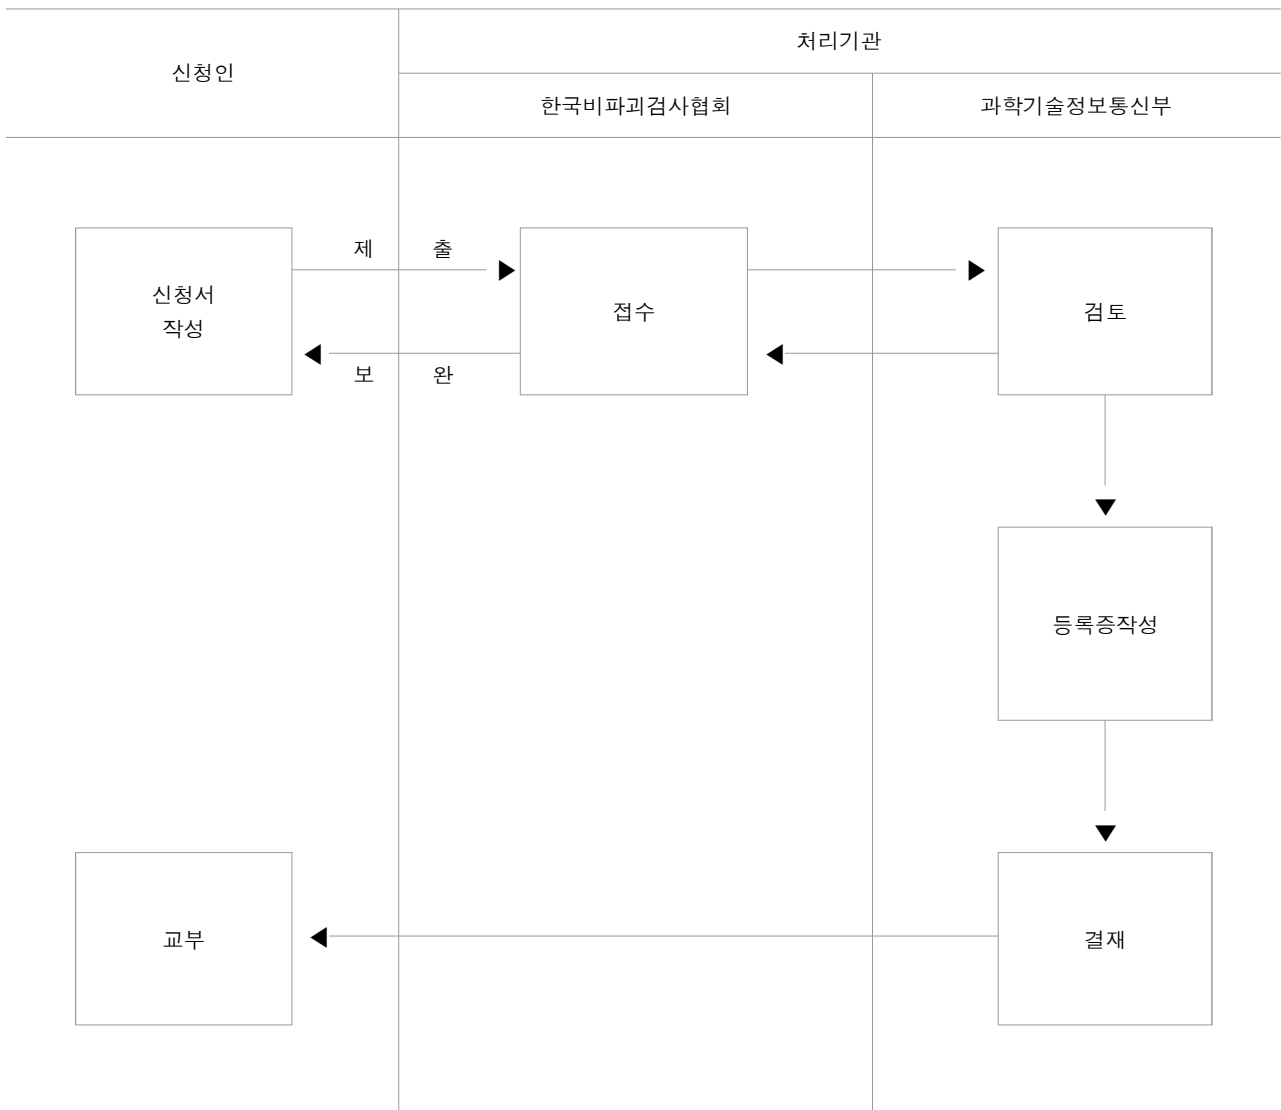 신청인
처리기관
한국비파괴검사협회
과학기술정보통신부
제 출
신청서
작성
접수
검토
보 완
등록증작성
교부
결재